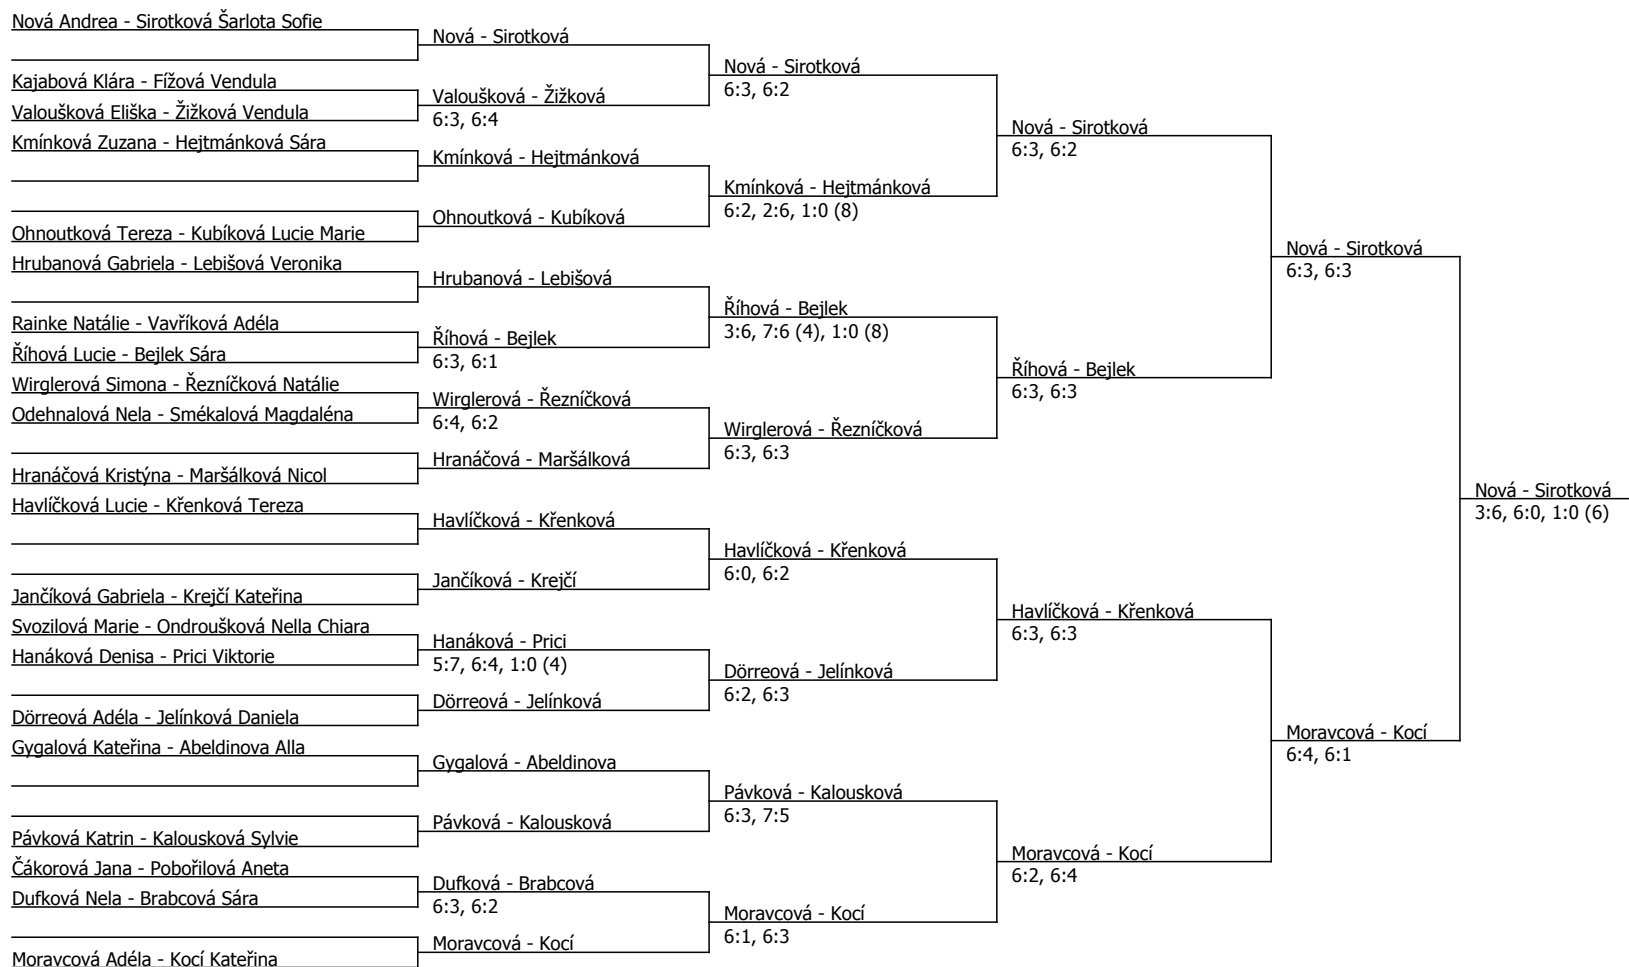 Nová Andrea - Sirotková Šarlota Sofie
Kajabová Klára - Fížová Vendula
Valoušková Eliška - Žižková Vendula
Kmínková Zuzana - Hejtmánková Sára
Ohnoutková Tereza - Kubíková Lucie Marie
Hrubanová Gabriela - Lebišová Veronika
Rainke Natálie - Vavříková Adéla
Říhová Lucie - Bejlek Sára
Wirglerová Simona - Řezníčková Natálie
Odehnalová Nela - Smékalová Magdaléna
Hranáčová Kristýna - Maršálková Nicol
Havlíčková Lucie - Křenková Tereza
Jančíková Gabriela - Krejčí Kateřina
Svozilová Marie - Ondroušková Nella Chiara
Hanáková Denisa - Prici Viktorie
Dörreová Adéla - Jelínková Daniela
Gygalová Kateřina - Abeldinova Alla
Pávková Katrin - Kalousková Sylvie
Čákorová Jana - Pobořilová Aneta
Dufková Nela - Brabcová Sára
Moravcová Adéla - Kocí Kateřina
Nová - Sirotková
Valoušková - Žižková
6:3, 6:4
Kmínková - Hejtmánková
Ohnoutková - Kubíková
Hrubanová - Lebišová
Říhová - Bejlek
6:3, 6:1
Wirglerová - Řezníčková
6:4, 6:2
Hranáčová - Maršálková
Havlíčková - Křenková
Jančíková - Krejčí
Hanáková - Prici
5:7, 6:4, 1:0 (4)
Dörreová - Jelínková
Gygalová - Abeldinova
Pávková - Kalousková
Dufková - Brabcová
6:3, 6:2
Moravcová - Kocí
Nová - Sirotková
6:3, 6:2
Kmínková - Hejtmánková
6:2, 2:6, 1:0 (8)
Říhová - Bejlek
3:6, 7:6 (4), 1:0 (8)
Wirglerová - Řezníčková
6:3, 6:3
Havlíčková - Křenková
6:0, 6:2
Dörreová - Jelínková
6:2, 6:3
Pávková - Kalousková
6:3, 7:5
Moravcová - Kocí
6:1, 6:3
Nová - Sirotková
6:3, 6:2
Říhová - Bejlek
6:3, 6:3
Havlíčková - Křenková
6:3, 6:3
Moravcová - Kocí
6:2, 6:4
Nová - Sirotková
6:3, 6:3
Moravcová - Kocí
6:4, 6:1
Nová - Sirotková
3:6, 6:0, 1:0 (6)